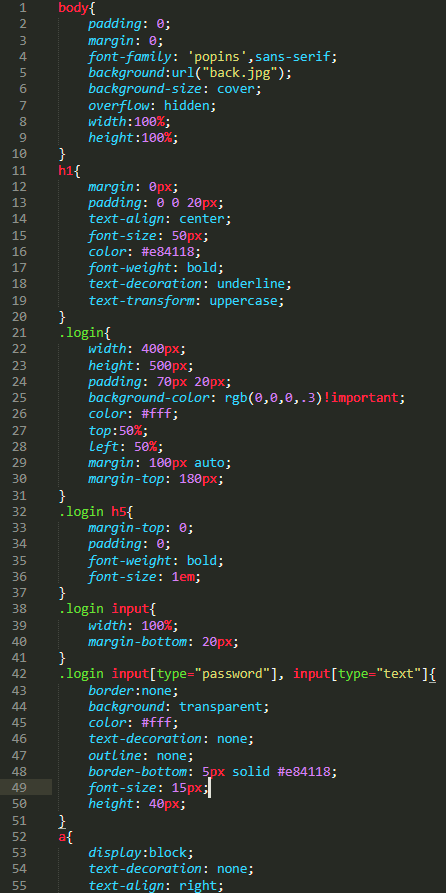 1 body{
2 padding: 0;
3 margin: 0;
4 font-family: 'popins',sans-serif;
5 background:url("back.jpg");
6 background-size: cover;
7 overflow: hidden;
8 width:100%;
9 height:100%;
10 }
11 h1{
12 margin: 0px;
13 padding: 0 0 20px;
14 text-align: center;
15 font-size: 50px;
16 color: #e84118;
17 font-weight: bold;
18 text-decoration: underline;
19 text-transform: uppercase;
20 }
21 .login{
22 width: 400px;
23 height: 500px;
24 padding: 70px 20px;
25 background-color: rgb(0,0,0,.3)!important;
26 color: #fff;
27 top:50%;
28 left: 50%;
29 margin: 100px auto;
30 margin-top: 180px;
31 }
32 .login h5{
33 margin-top: 0;
34 padding: 0;
35 font-weight: bold;
36 font-size: 1em;
37 }
38 .login input{
39 width: 100%;
40 margin-bottom: 20px;
41 }
42 .login input[type="password"], input[type="text"]{
43 border:none;
44 background: transparent;
45 color: #fff;
46 text-decoration: none;
47 outline: none;
48 border-bottom: 5px solid #e84118;
49 font-size: 15px;
50 height: 40px;
51 }
52 a{
53 display:block;
54 text-decoration: none;
55 text-align: right;